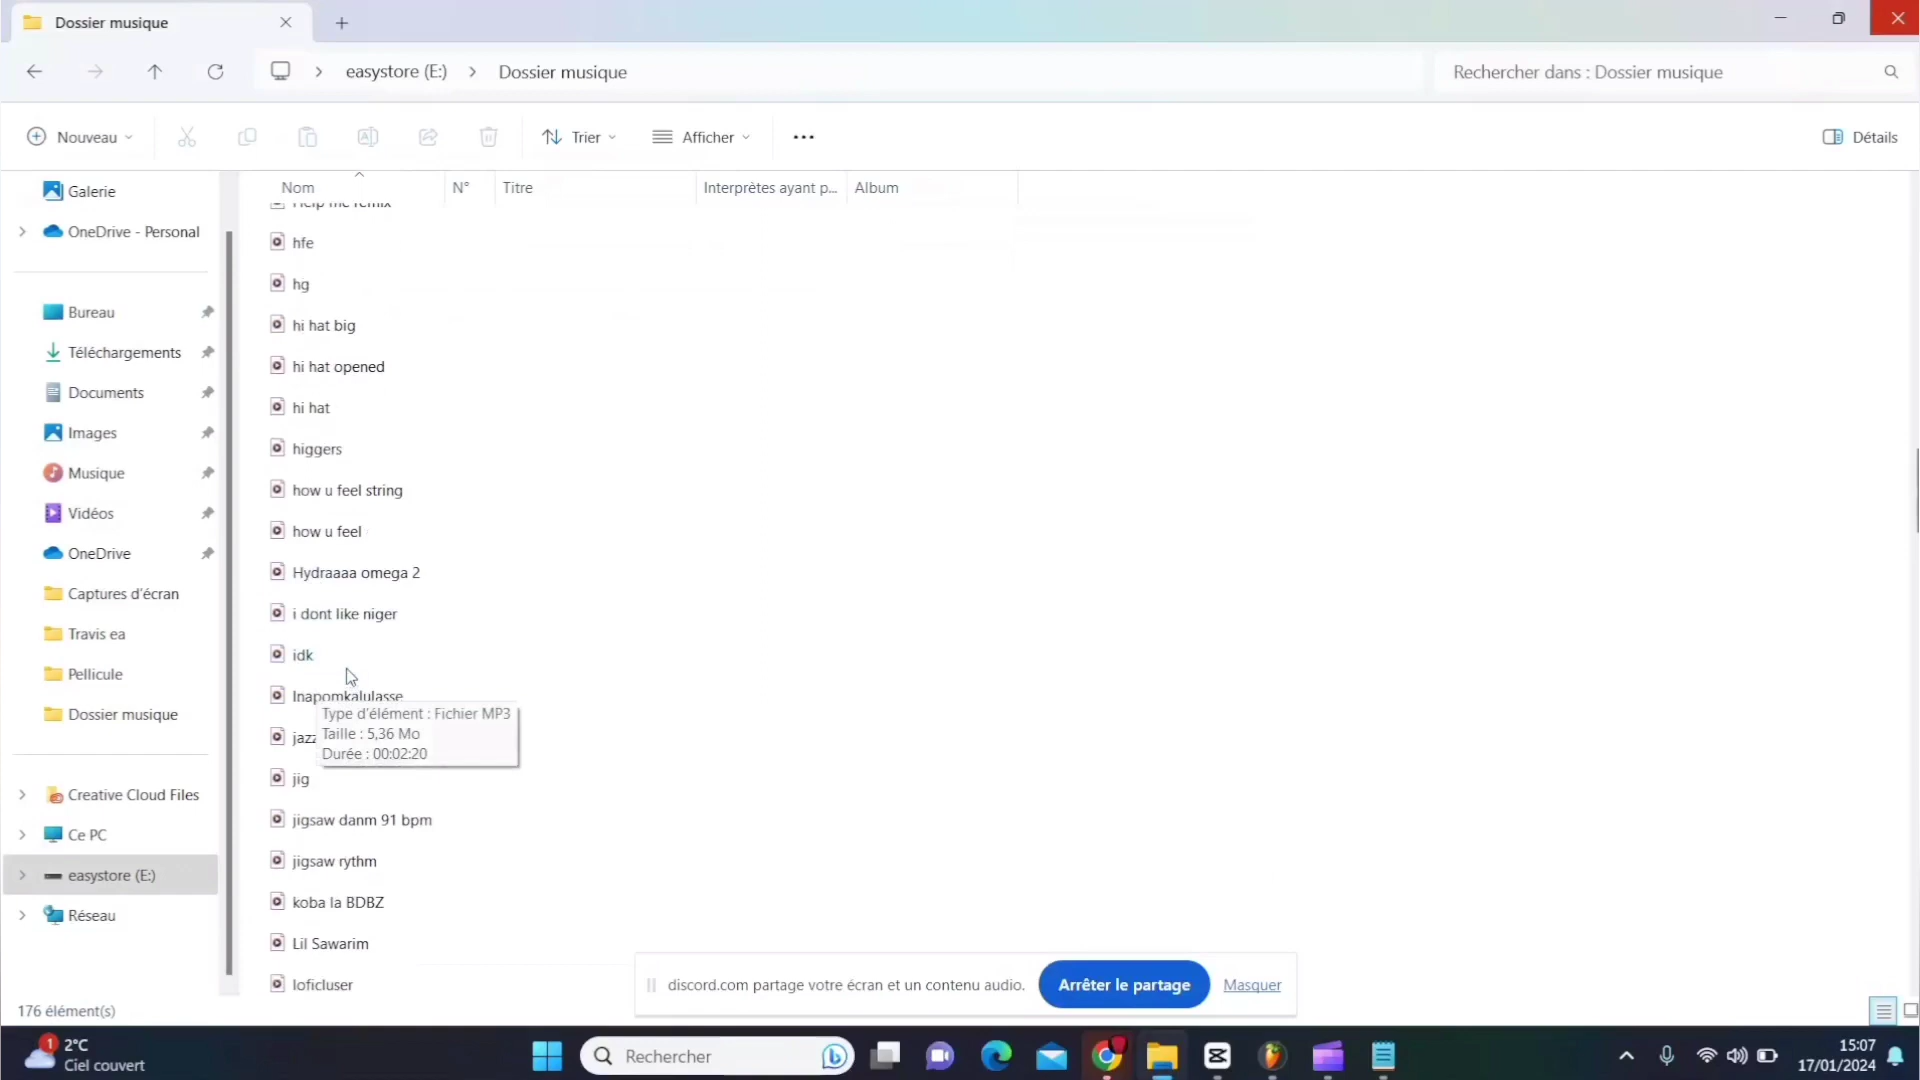 Dossier musique
easystore (E:)
Dossier musique
Rechercher dans : Dossier musique
Nouveau
Trier
Afficher
Détails
Nom
N°
Titre
Interprètes ayant p...
Album
Galerie
OneDrive - Personal
Bureau
Téléchargements
Documents
Images
Musique
Vidéos
OneDrive
Captures d'écran
Travis ea
Pellicule
Dossier musique
Creative Cloud Files
Ce PC
easystore (E:)
Réseau
Help me remix
hfe
hg
hi hat big
hi hat opened
hi hat
higgers
how u feel string
how u feel
Hydraaaa omega 2
i dont like niger
idk
Inapomkalulasse
Type d'élément : Fichier MP3
Taille : 5,36 Mo
Durée : 00:02:20
jazz
jig
jigsaw danm 91 bpm
jigsaw rythm
koba la BDBZ
Lil Sawarim
loficluser
discord.com partage votre écran et un contenu audio.
Arrêter le partage
Masquer
176 élément(s)
1
2°C
Ciel couvert
Rechercher
15:07
17/01/2024